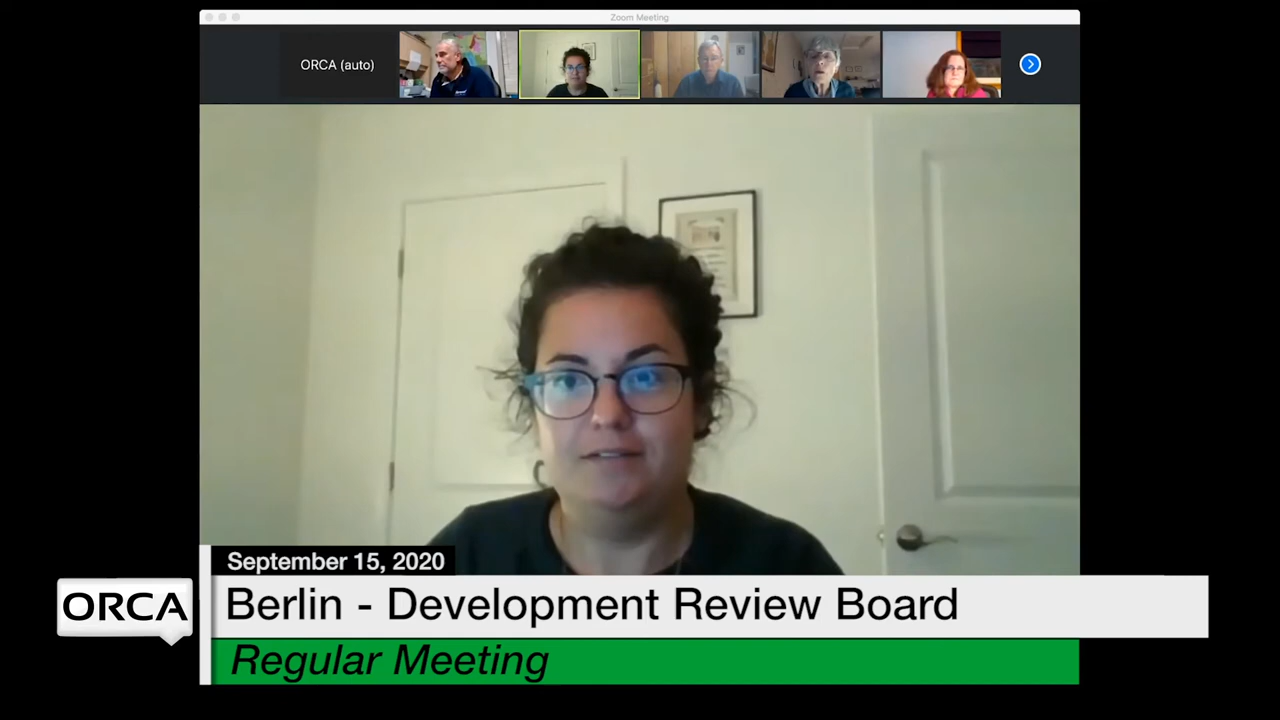 Zoom Meeting
ORCA (auto)
September 15, 2020
ORCA
Berlin - Development Review Board
Regular Meeting